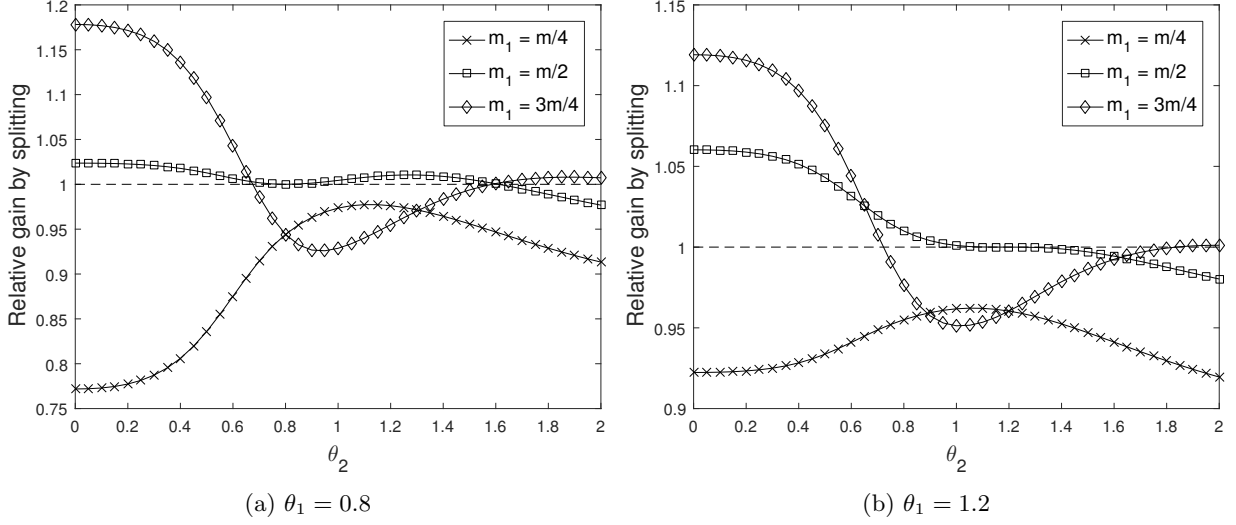 1.2
1.15
1.1
1.05
1
0.95
0.9
0.85
0.8
0.75
Relative gain by splitting
0 0.2 0.4 0.6 0.8 1 1.2 1.4 1.6 1.8 2
θ₂
m₁ = m/4
m₁ = m/2
m₁ = 3m/4
(a) θ₁ = 0.8
1.15
1.1
1.05
1
0.95
0.9
Relative gain by splitting
0 0.2 0.4 0.6 0.8 1 1.2 1.4 1.6 1.8 2
θ₂
m₁ = m/4
m₁ = m/2
m₁ = 3m/4
(b) θ₁ = 1.2